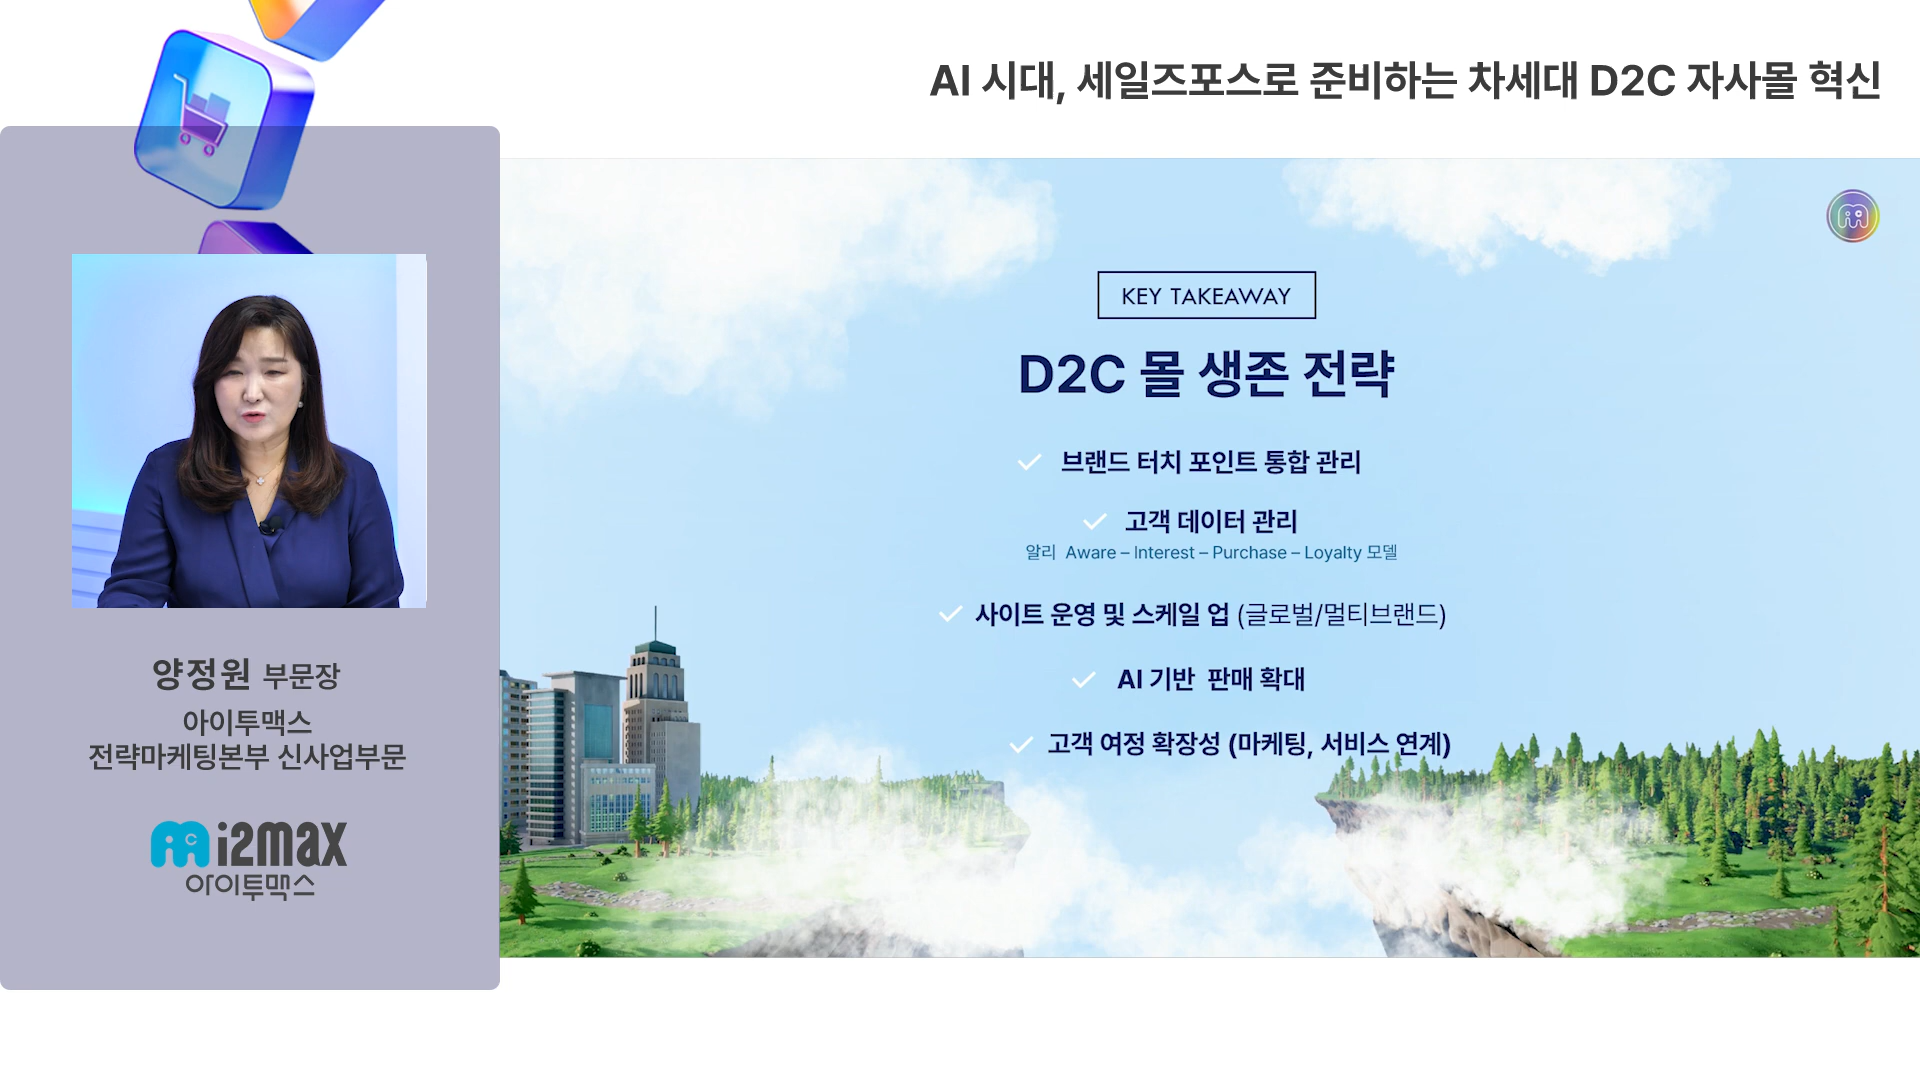 AI 시대, 세일즈포스로 준비하는 차세대 D2C 자사몰 혁신
KEY TAKEAWAY
D2C 몰 생존 전략
브랜드 터치 포인트 통합 관리
고객 데이터 관리
알리 Aware – Interest – Purchase – Loyalty 모델
사이트 운영 및 스케일 업 (글로벌/멀티브랜드)
AI 기반 판매 확대
고객 여정 확장성 (마케팅, 서비스 연계)
양정원 부문장
아이투맥스
전략마케팅본부 신사업부문
i2max
아이투맥스